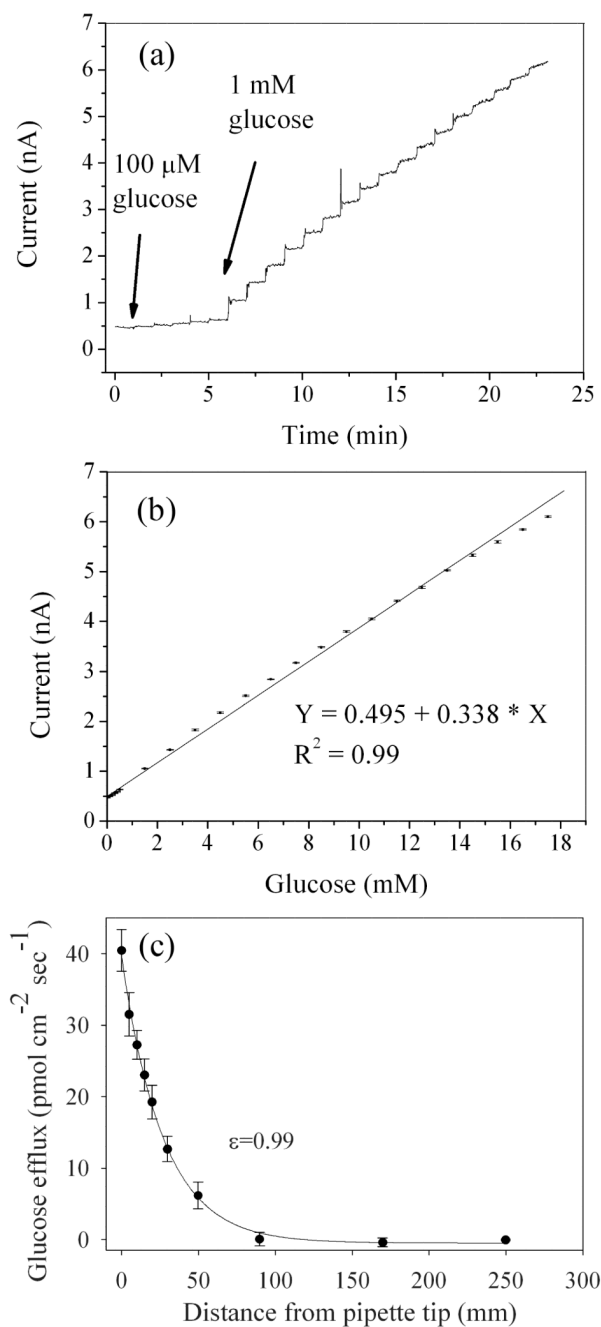 (a)
7
6
5
4
3
2
1
0
Current (nA)
1 mM
glucose
100 μM
glucose
0 5 10 15 20 25
Time (min)
(b)
7
6
5
4
3
2
1
0
Current (nA)
Y = 0.495 + 0.338 * X
R² = 0.99
0 2 4 6 8 10 12 14 16 18
Glucose (mM)
(c)
40
30
20
10
0
Glucose efflux (pmol cm⁻² sec⁻¹)
ε=0.99
0 50 100 150 200 250 300
Distance from pipette tip (mm)